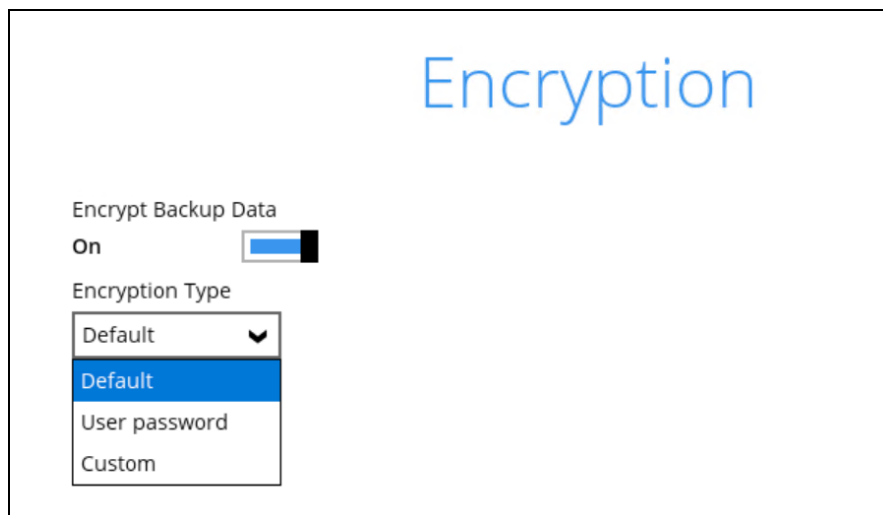 Encryption
Encrypt Backup Data
On
Encryption Type
Default
Default
User password
Custom